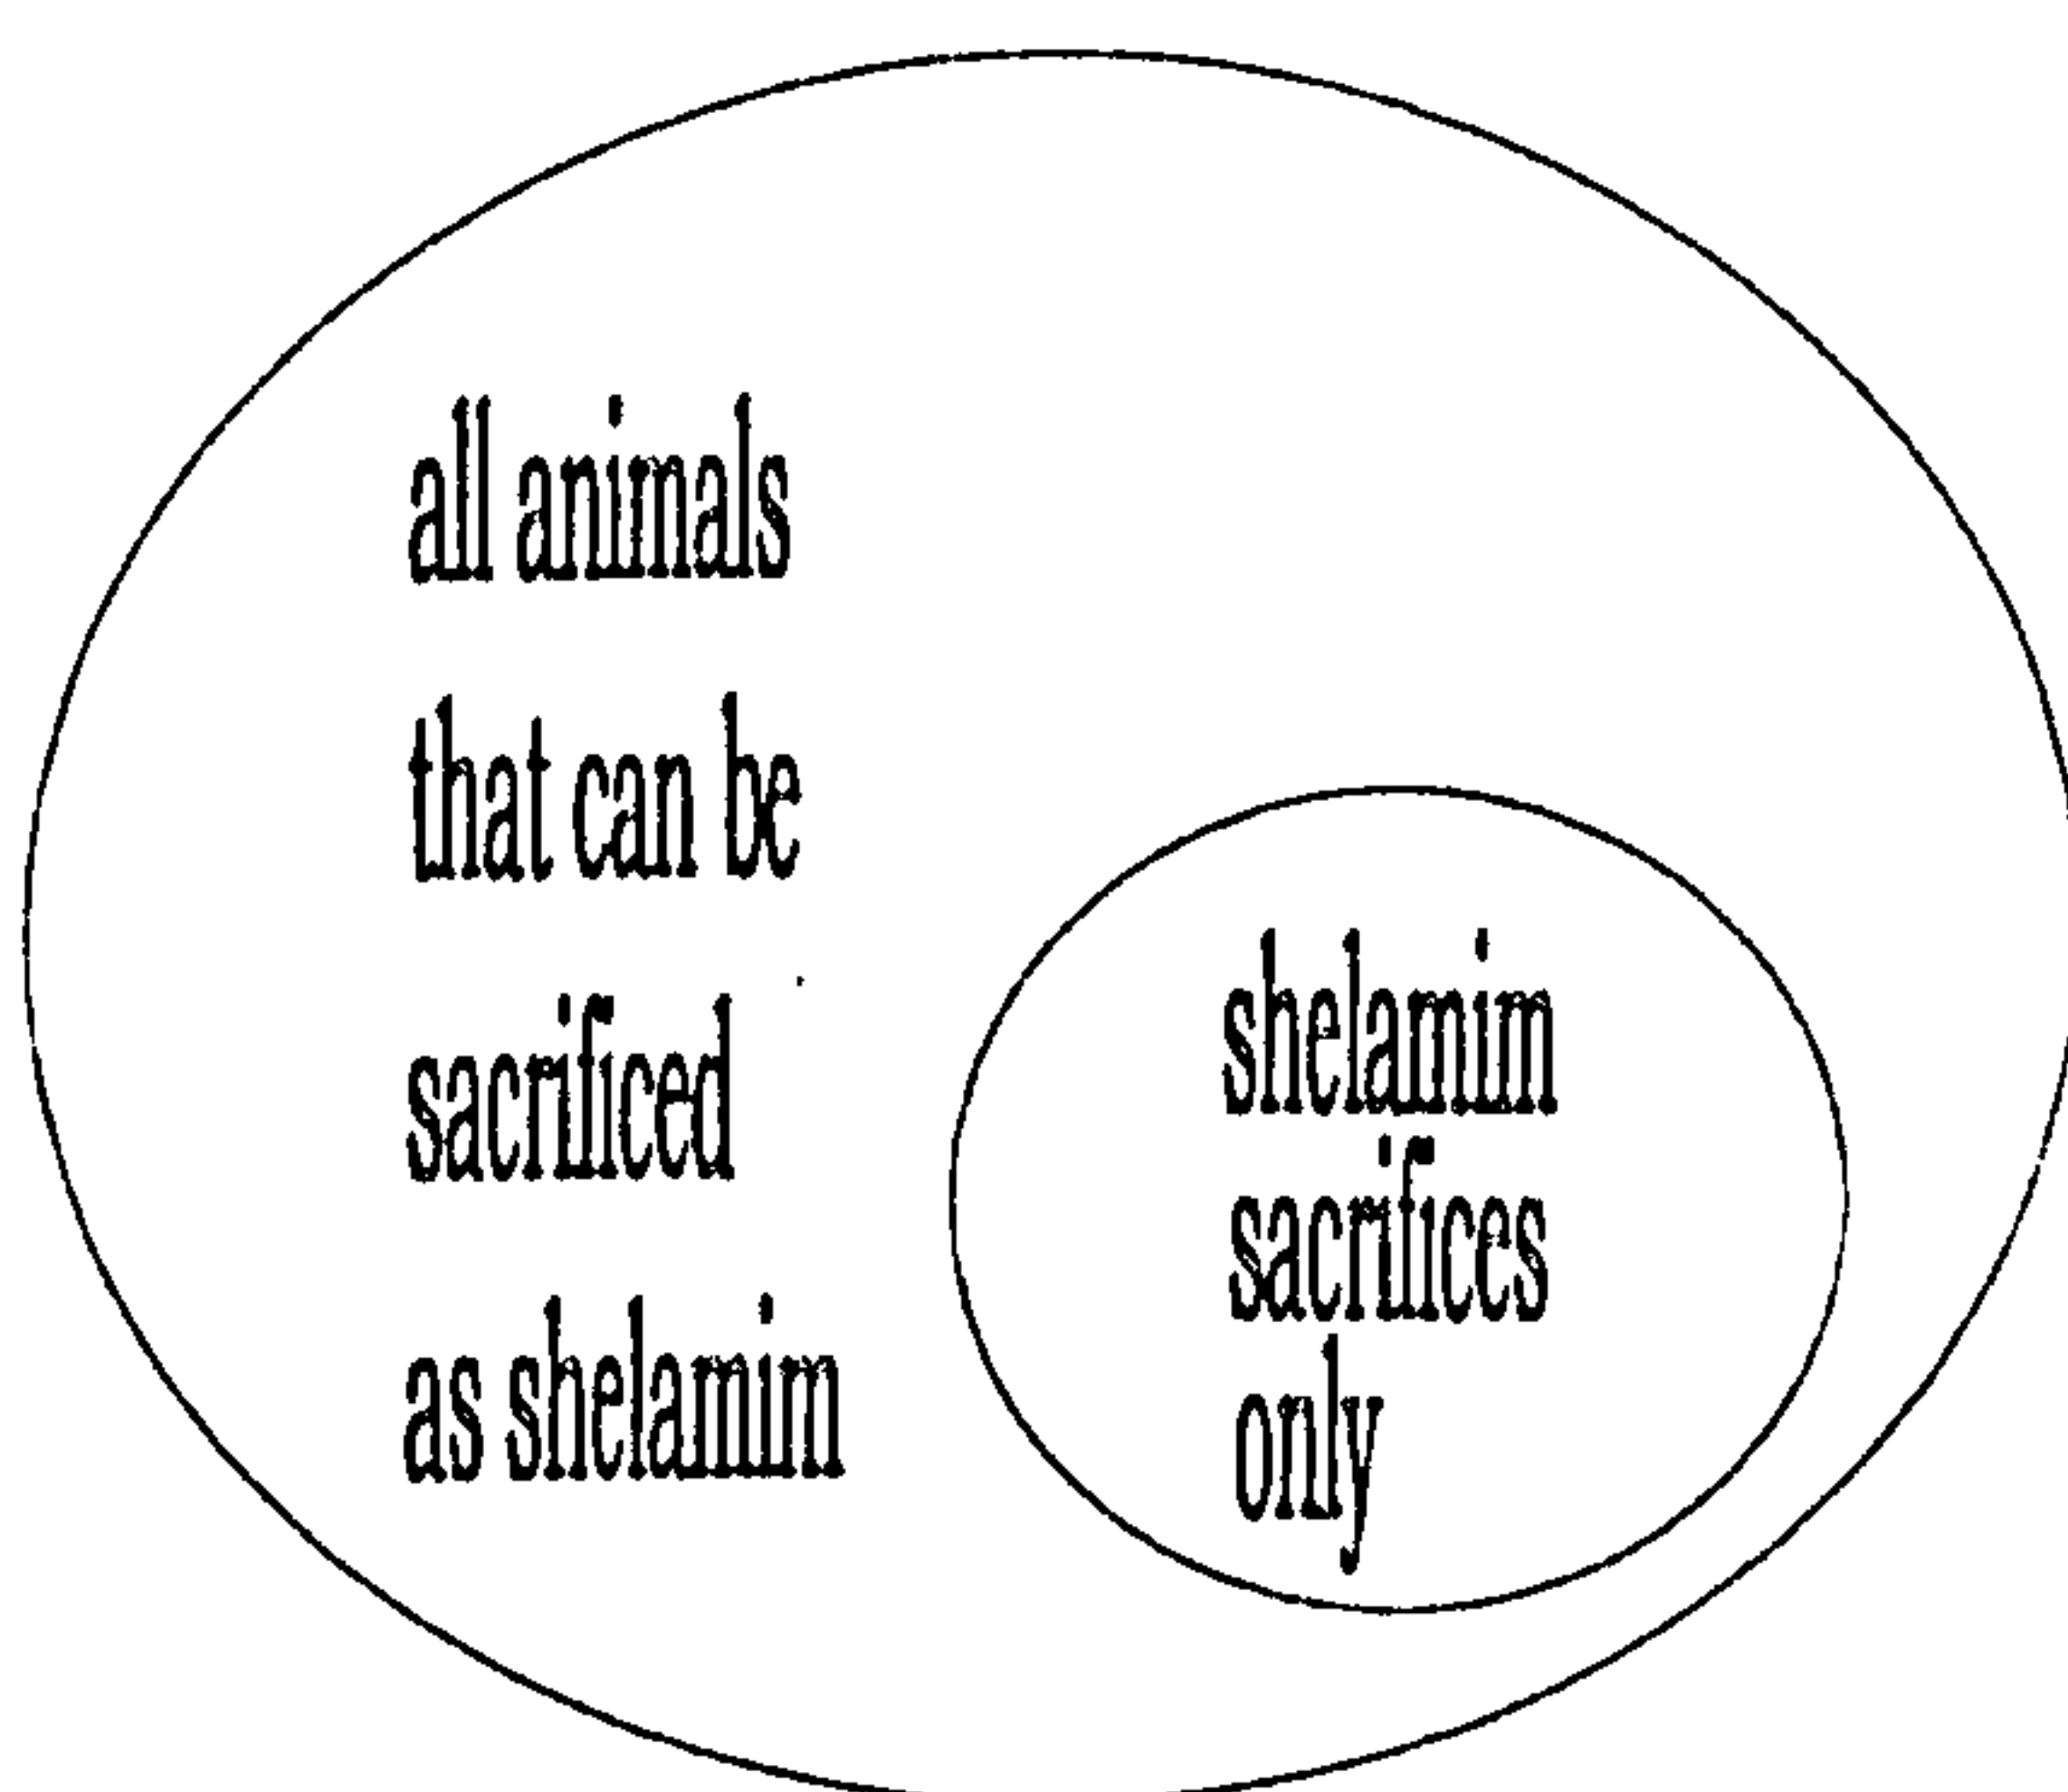 all animals
that can be
sacrificed
as shelamim
shelamim
sacrifices
only